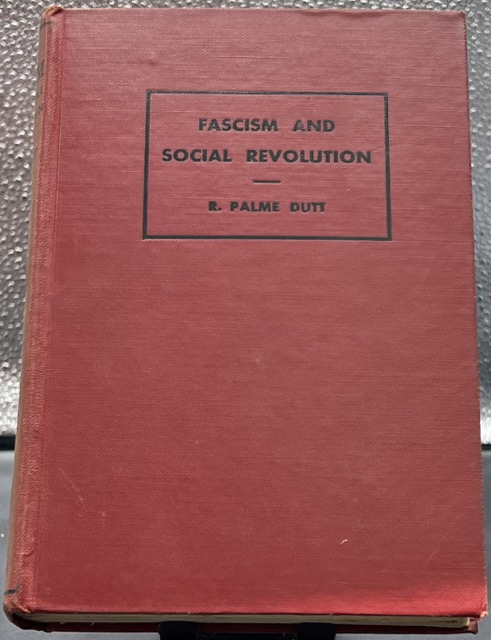 FASCISM AND
SOCIAL REVOLUTION
R. PALME DUTT